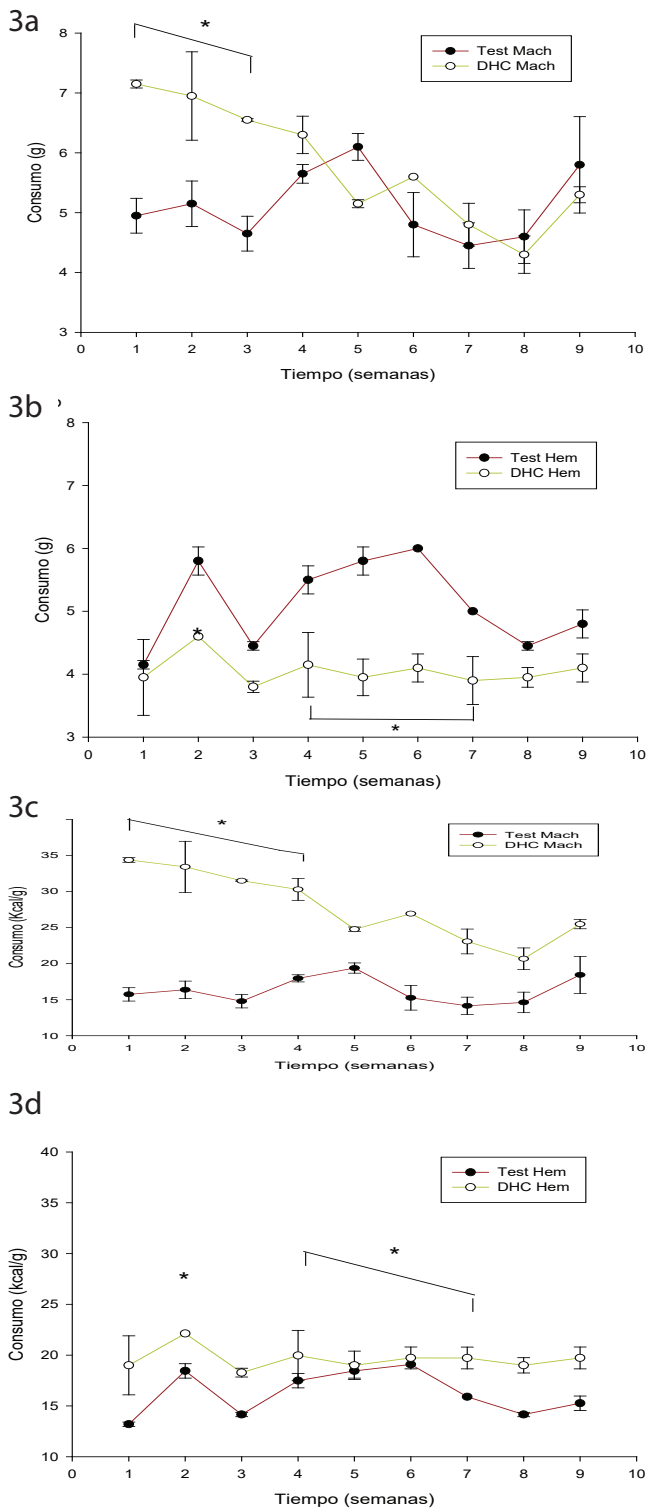 3a
*
Test Mach
DHC Mach
Consumo (g)
8
7
6
5
4
3
0 1 2 3 4 5 6 7 8 9 10
Tiempo (semanas)
3b
Test Hem
DHC Hem
Consumo (g)
8
7
6
5
4
3
*
*
0 1 2 3 4 5 6 7 8 9 10
Tiempo (semanas)
3c
*
Test Mach
DHC Mach
Consumo (Kcal/g)
35
30
25
20
15
10
0 1 2 3 4 5 6 7 8 9 10
Tiempo (semanas)
3d
Test Hem
DHC Hem
Consumo (kcal/g)
40
35
30
25
20
15
10
*
*
0 1 2 3 4 5 6 7 8 9 10
Tiempo (semanas)